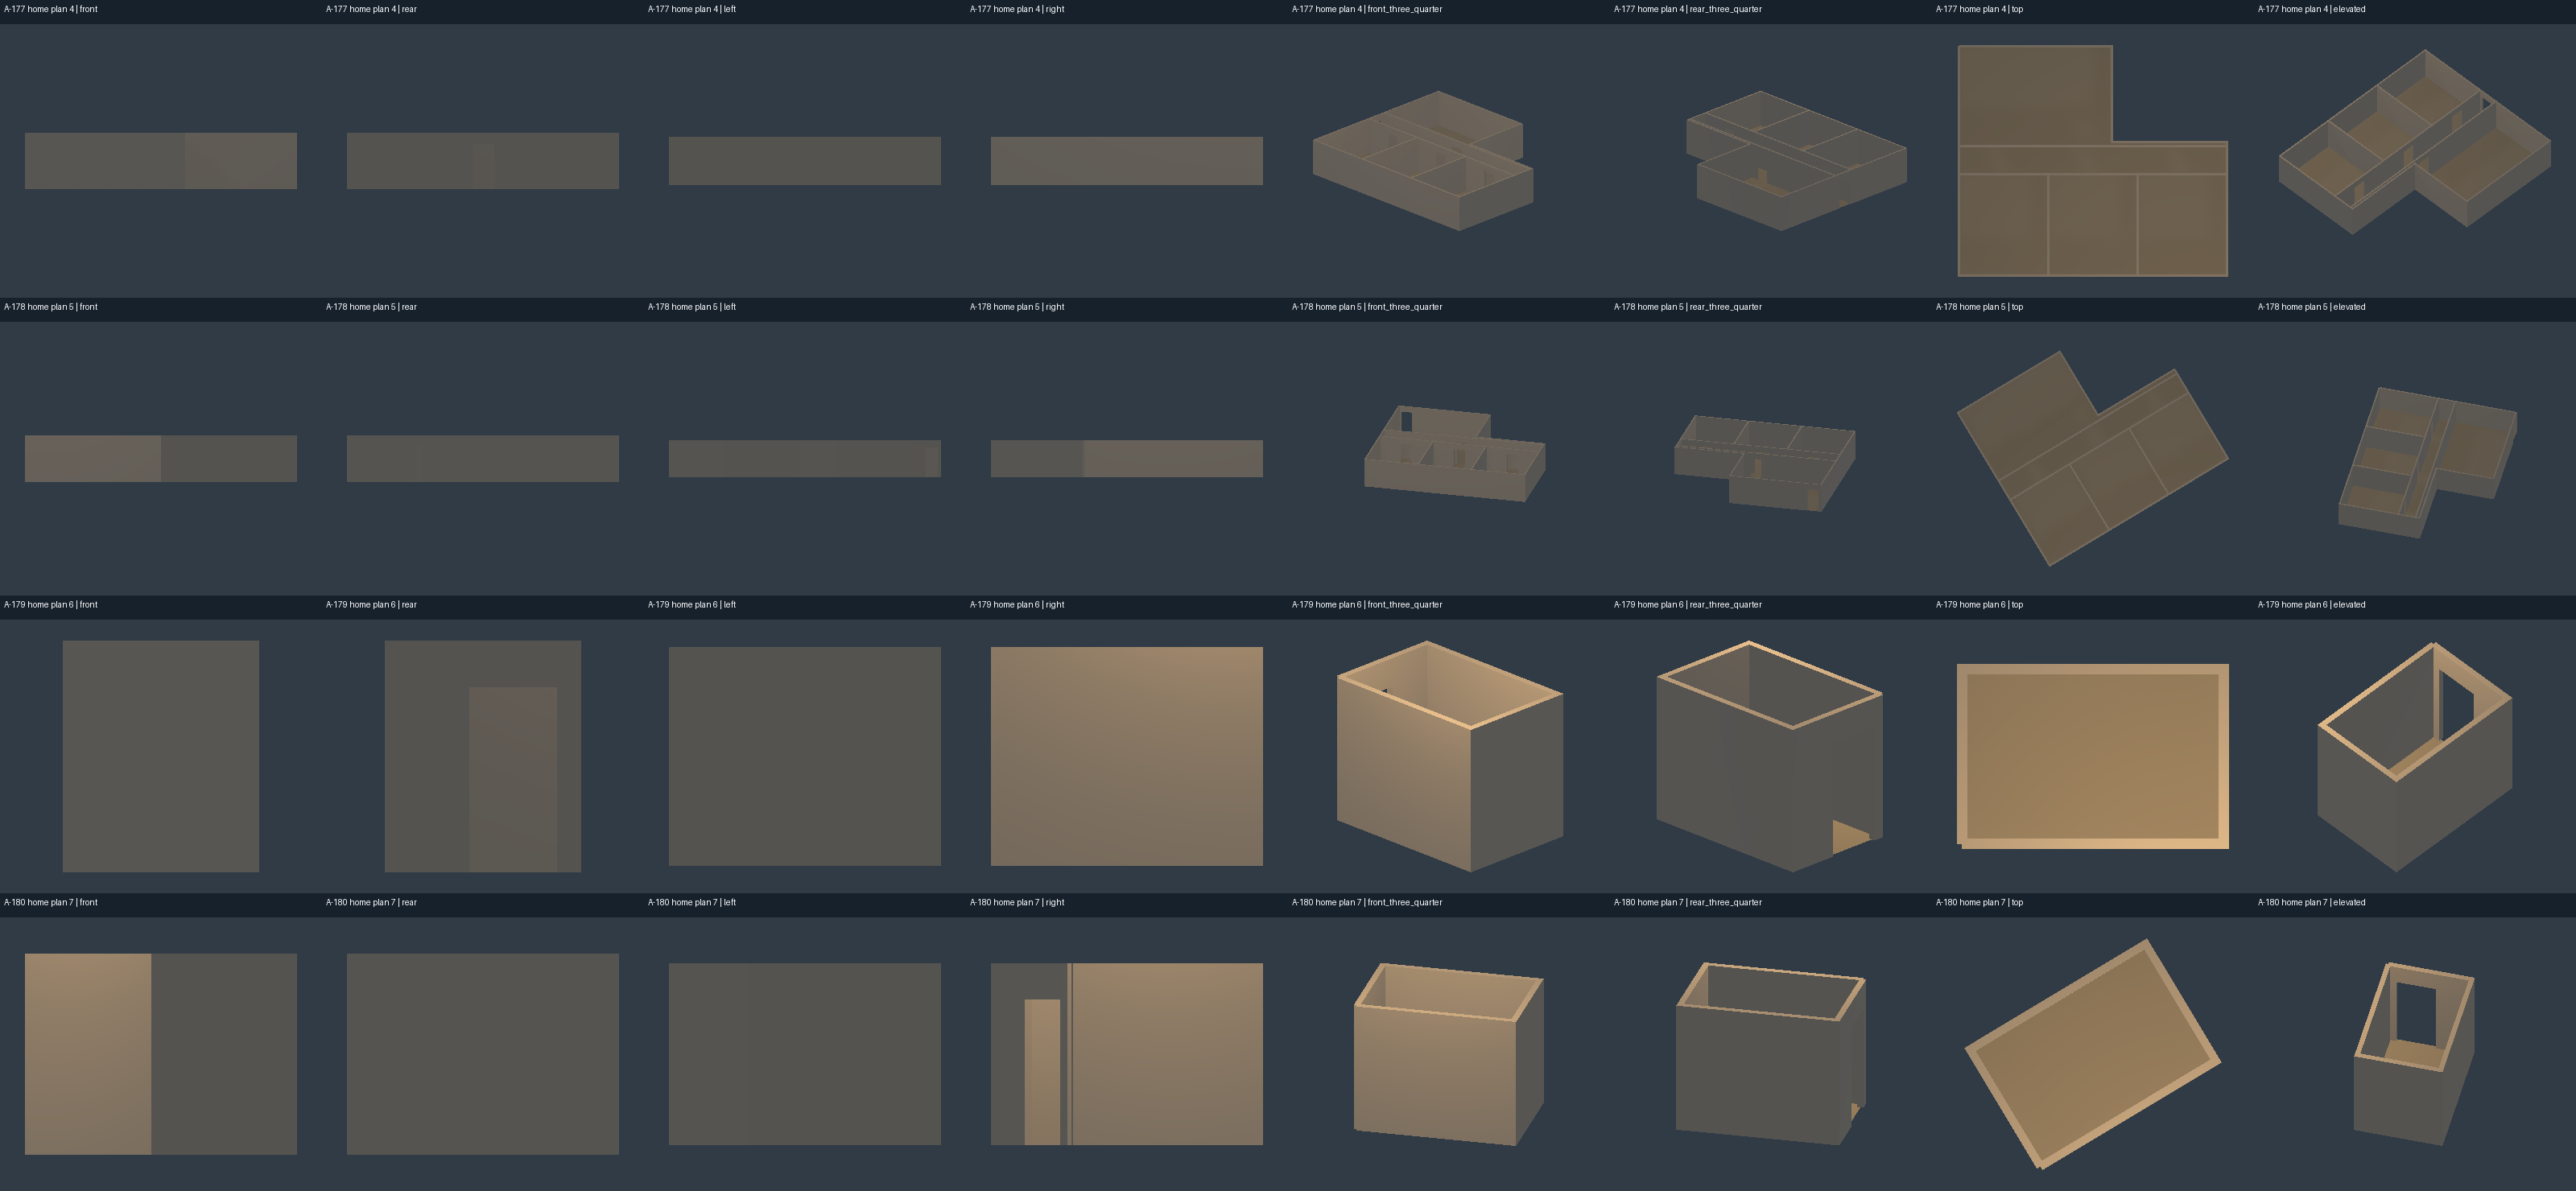 A-177 home plan 4 | front
A-177 home plan 4 | rear
A-177 home plan 4 | left
A-177 home plan 4 | right
A-177 home plan 4 | front_three_quarter
A-177 home plan 4 | rear_three_quarter
A-177 home plan 4 | top
A-177 home plan 4 | elevated
A-178 home plan 5 | front
A-178 home plan 5 | rear
A-178 home plan 5 | left
A-178 home plan 5 | right
A-178 home plan 5 | front_three_quarter
A-178 home plan 5 | rear_three_quarter
A-178 home plan 5 | top
A-178 home plan 5 | elevated
A-179 home plan 6 | front
A-179 home plan 6 | rear
A-179 home plan 6 | left
A-179 home plan 6 | right
A-179 home plan 6 | front_three_quarter
A-179 home plan 6 | rear_three_quarter
A-179 home plan 6 | top
A-179 home plan 6 | elevated
A-180 home plan 7 | front
A-180 home plan 7 | rear
A-180 home plan 7 | left
A-180 home plan 7 | right
A-180 home plan 7 | front_three_quarter
A-180 home plan 7 | rear_three_quarter
A-180 home plan 7 | top
A-180 home plan 7 | elevated